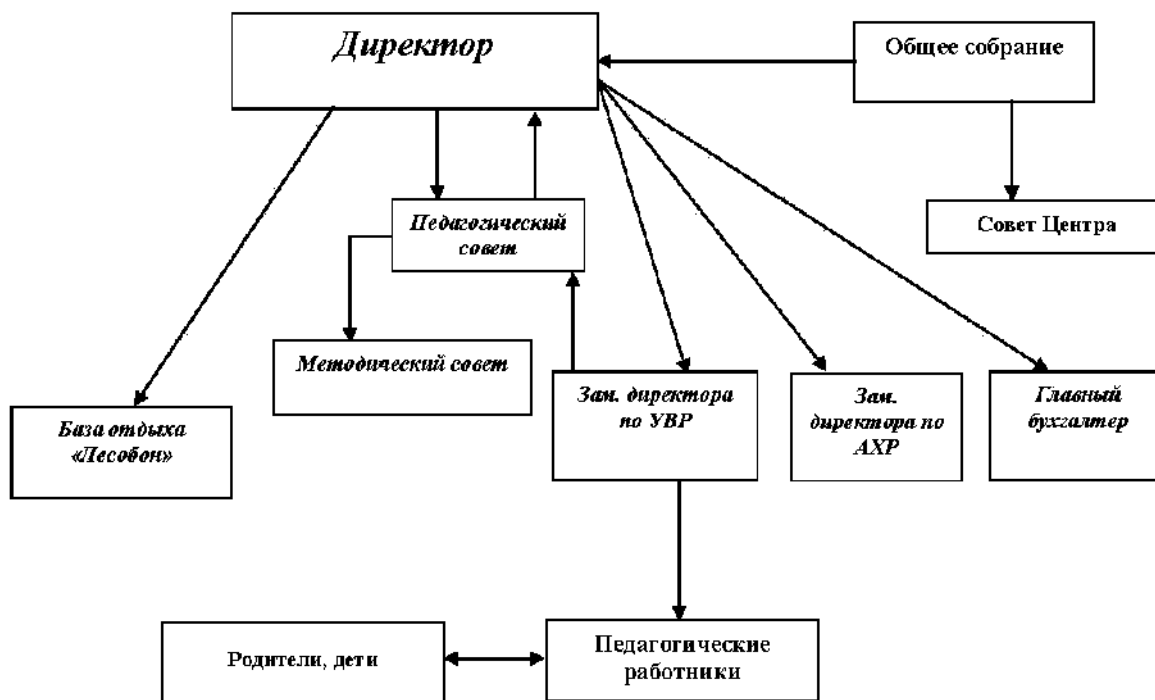 Директор
Общее собрание
Педагогический
совет
Совет Центра
Методический совет
Зам. директора
по УВР
Зам.
директора по
АХР
Главный
бухгалтер
База отдыха
«Лесобон»
Родители, дети
Педагогические
работники